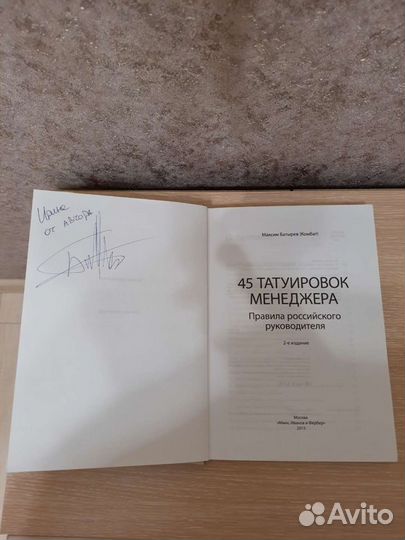 Ирине
от автора
Максим Батырев (Комбат)
45 ТАТУИРОВОК
МЕНЕДЖЕРА
Правила российского
руководителя
2-е издание
Москва
«Манн, Иванов и Фербер»
2015
Avito